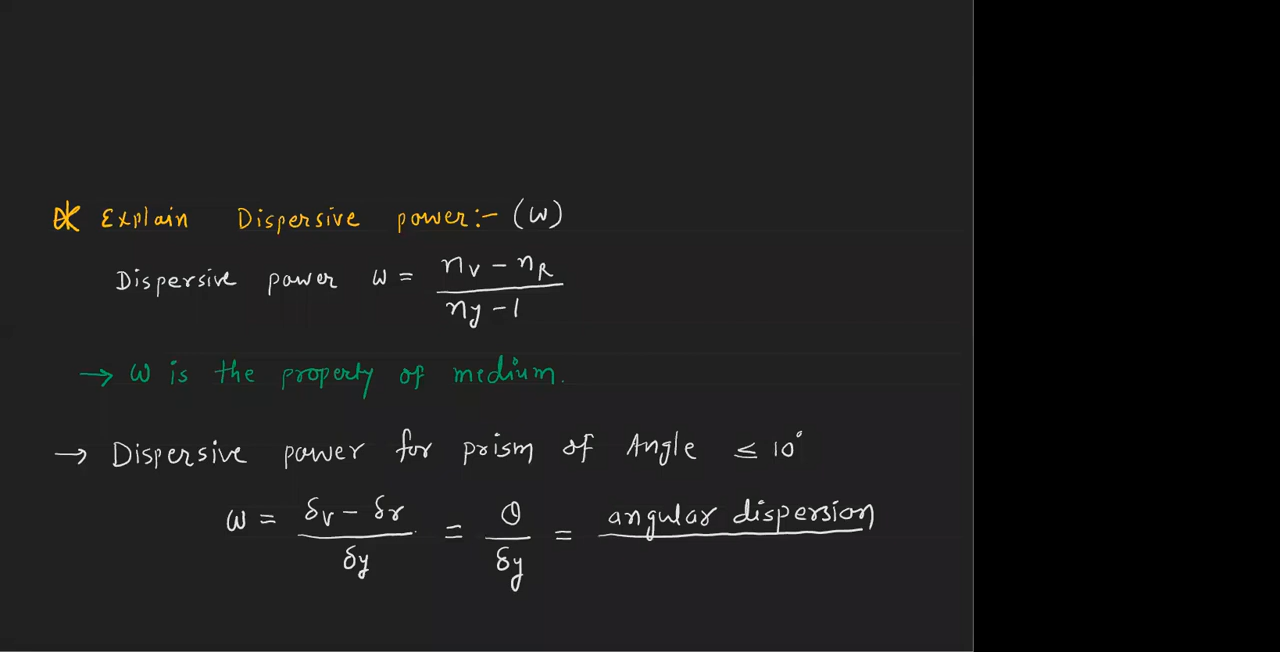 * Explain Dispersive power:- (ω)
Dispersive power ω = nv - nR
ny - 1
→ ω is the property of medium.
→ Dispersive power for prism of Angle ≤ 10°
ω = δv - δr / δy = θ / δy = angular dispersion